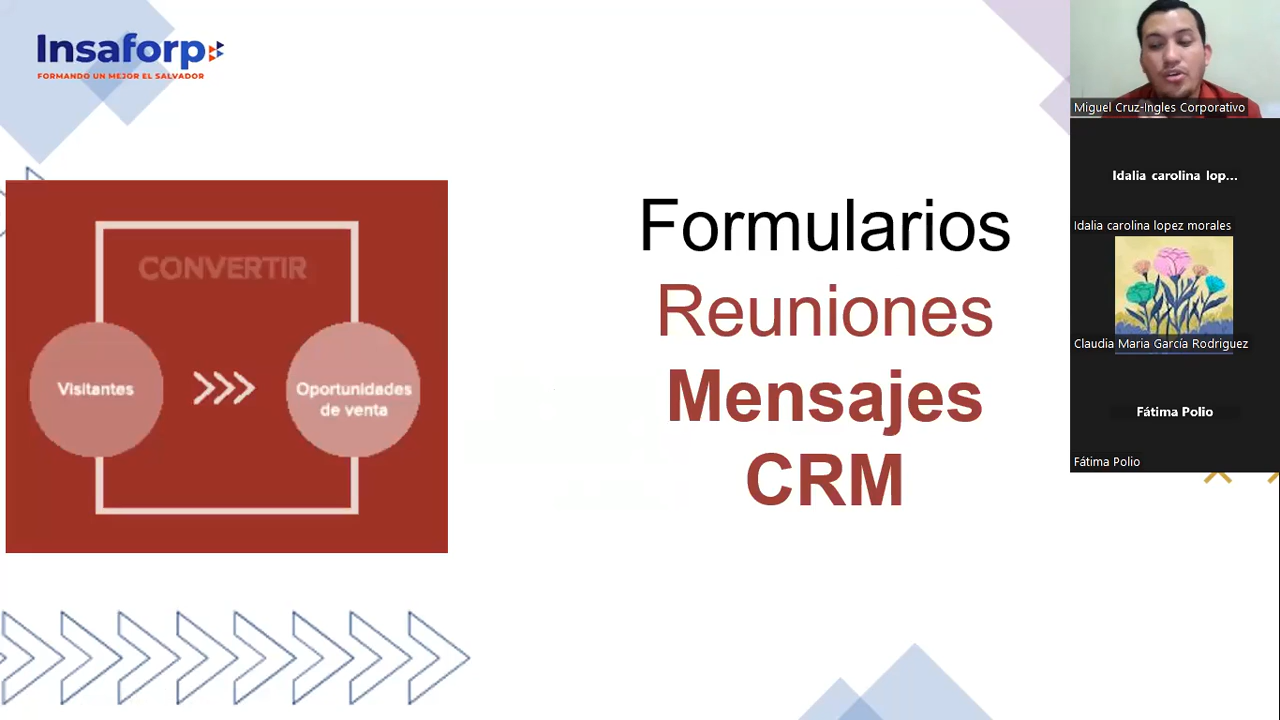 Insaforp
FORMANDO UN MEJOR EL SALVADOR
CONVERTIR
Visitantes
Oportunidades
de venta
Formularios
Reuniones
Mensajes
CRM
Miguel Cruz-Ingles Corporativo
Idalia carolina lop...
Idalia carolina lopez morales
Claudia Maria García Rodriguez
Fátima Polio
Fátima Polio